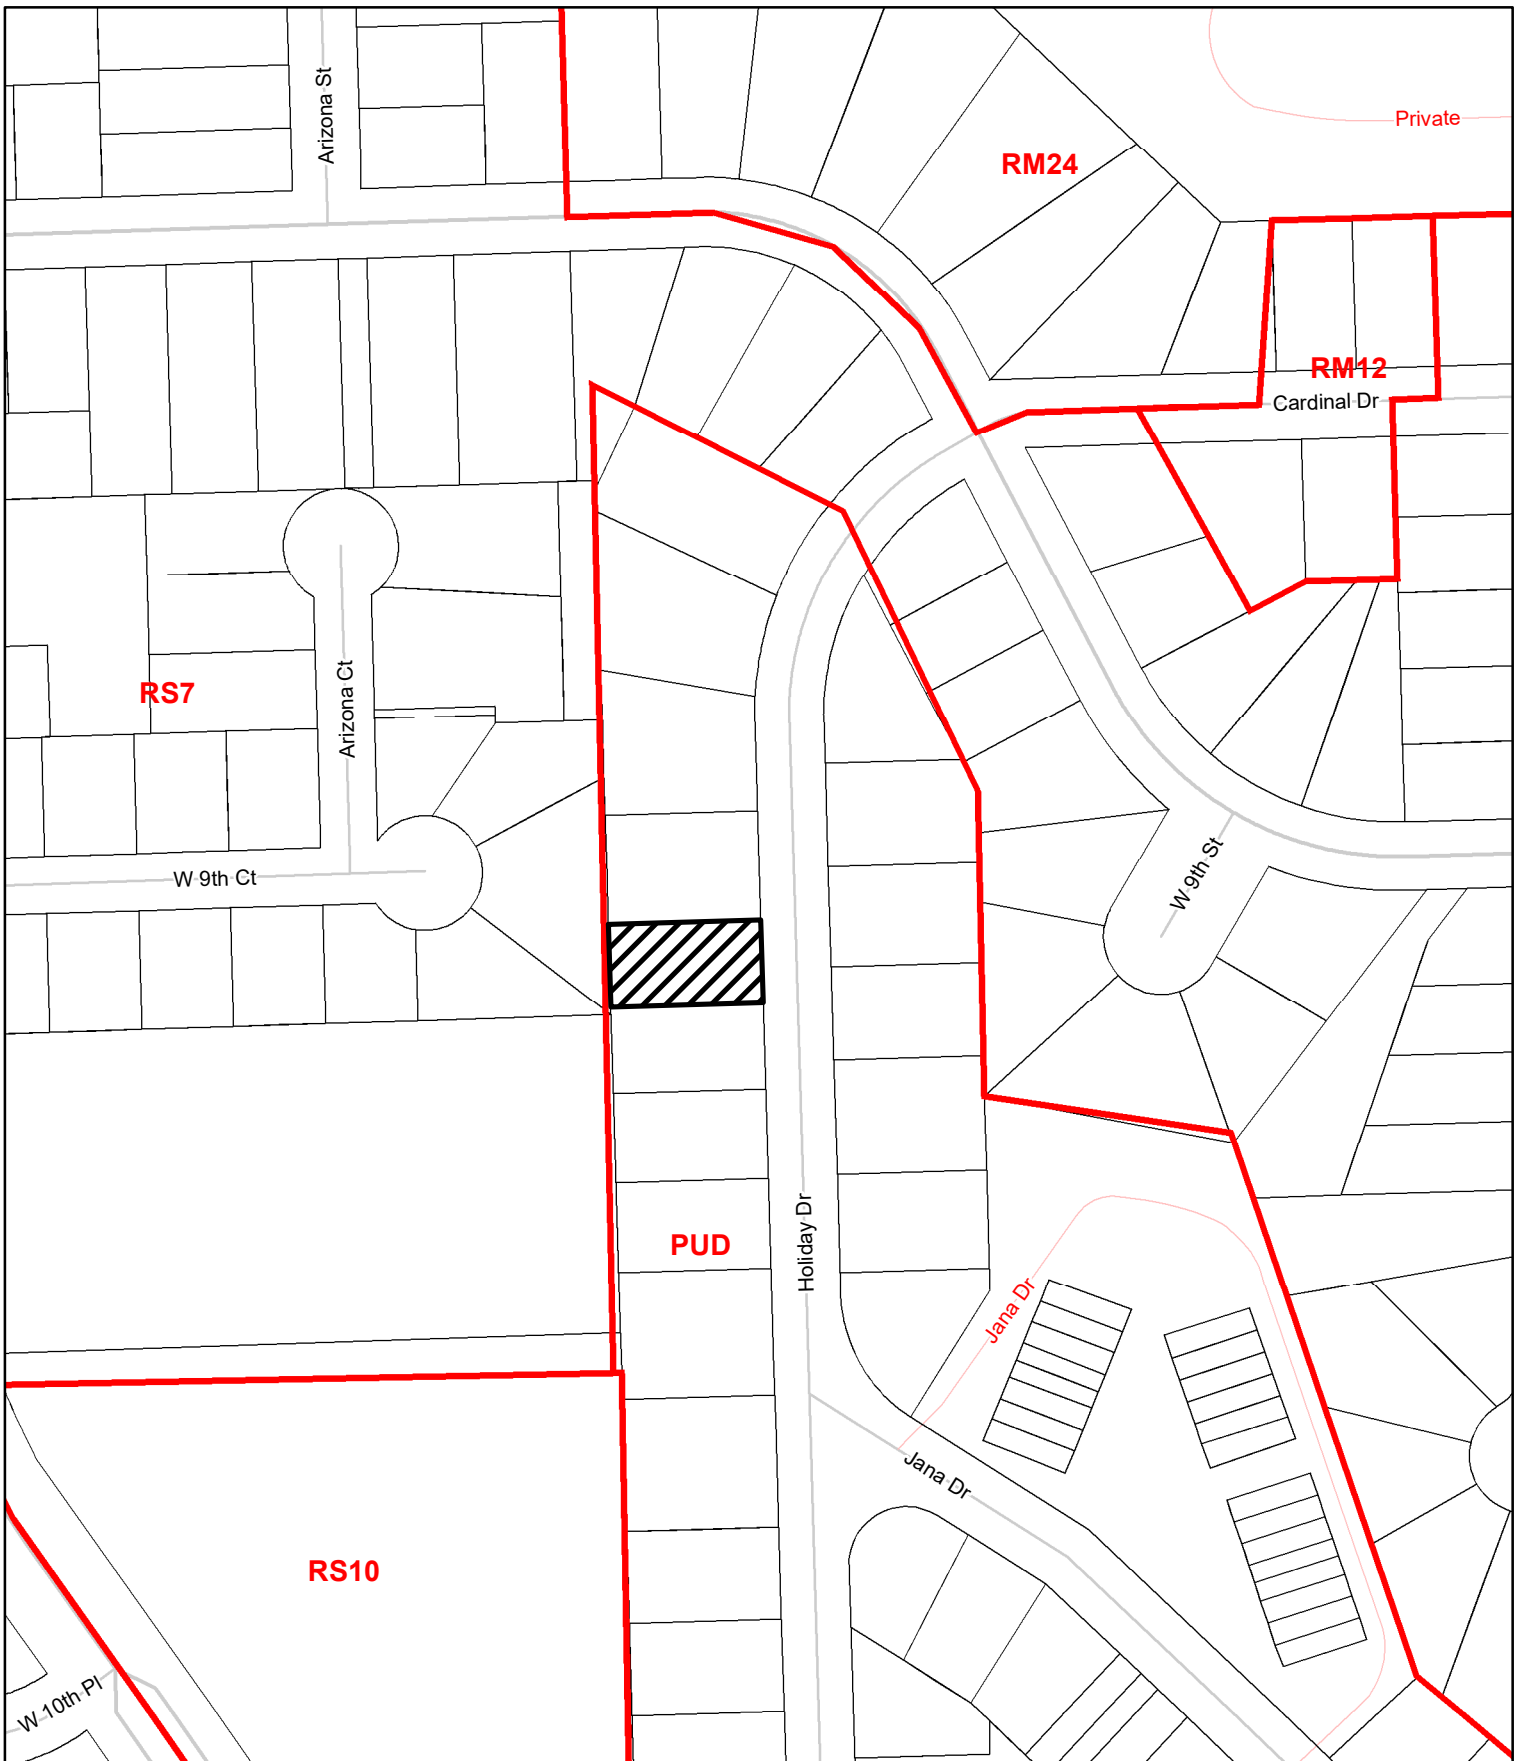 Arizona St
Private
RM24
RM12
Cardinal Dr
RS7
Arizona Ct
W 9th Ct
W 9th St
PUD
Holiday Dr
Jana Dr
Jana Dr
RS10
W 10th Pl